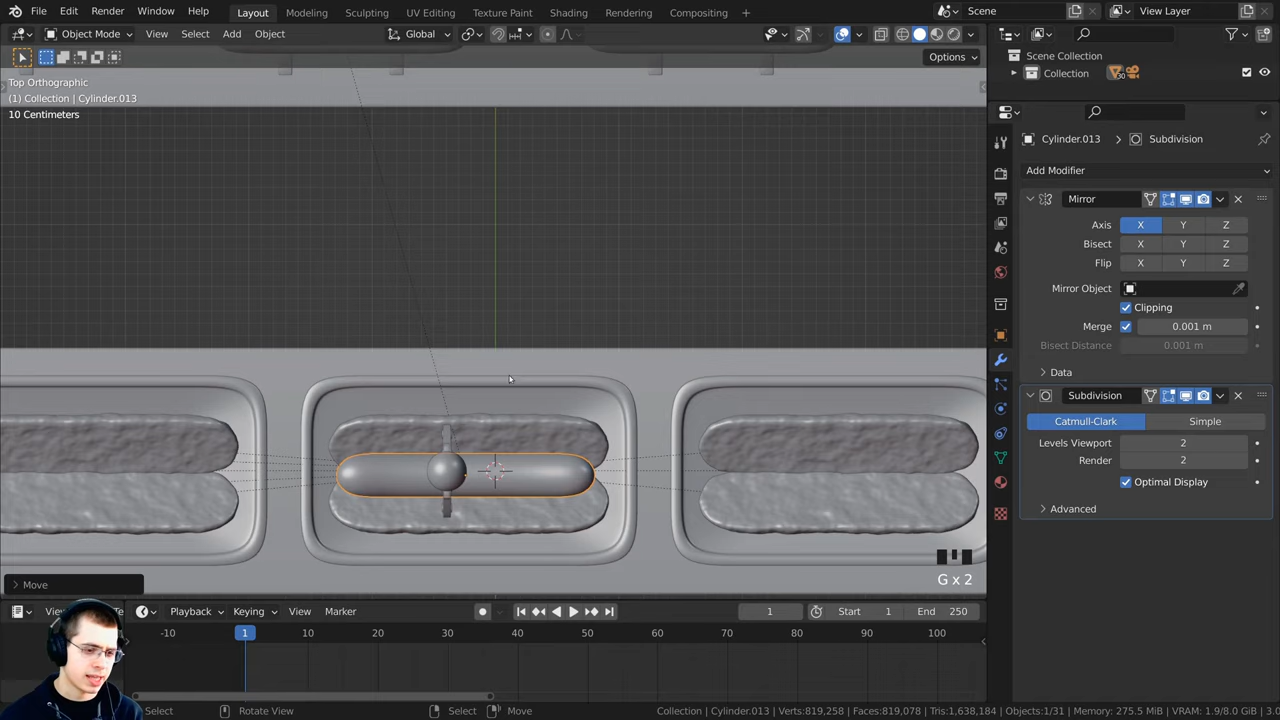 File Edit Render Window Help Layout Modeling Sculpting UV Editing Texture Paint Shading Rendering Compositing + Scene View Layer
Object Mode View Select Add Object Global
Options
Top Orthographic
(1) Collection | Cylinder.013
10 Centimeters
Scene Collection
Collection 30
Cylinder.013 > Subdivision
Add Modifier
Mirror
Axis X Y Z
Bisect X Y Z
Flip X Y Z
Mirror Object
Clipping
Merge 0.001 m
Bisect Distance 0.001 m
Data
Subdivision
Catmull-Clark Simple
Levels Viewport 2
Render 2
Optimal Display
Advanced
G x 2
Move
Playback Keying View Marker 1 Start 1 End 250
-10 1 10 20 30 40 50 60 70 80 90 100
Select Rotate View Select Move Collection | Cylinder.013 | Verts:819,258 | Faces:819,078 | Tris:1,638,184 | Objects:1/31 | Memory: 275.5 MiB | VRAM: 1.9/8.0 GiB | 3.0